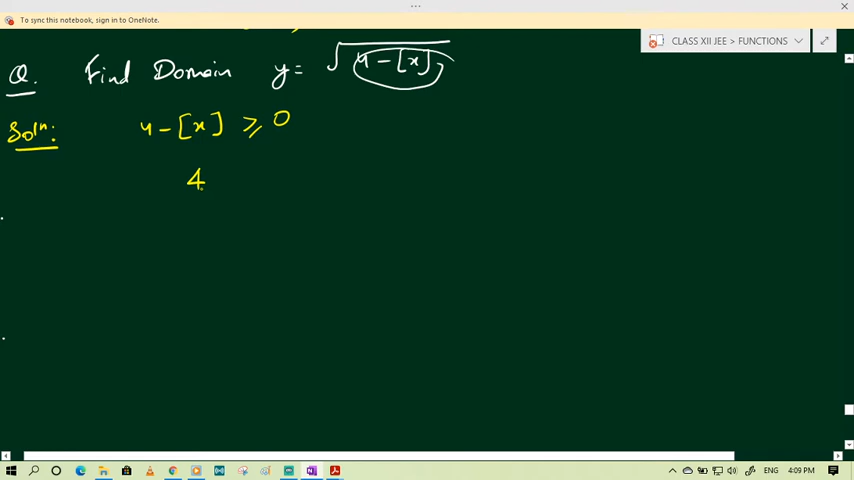 ...
To sync this notebook, sign in to OneNote.
CLASS XII JEE > FUNCTIONS
Q. Find Domain y = √4-[x]
Soln: 4-[x] ≥ 0
4
ENG 4:09 PM